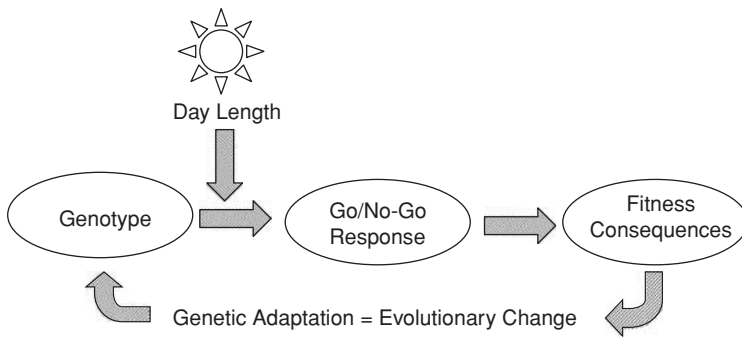 Day Length
Genotype
Go/No-Go
Response
Fitness
Consequences
Genetic Adaptation = Evolutionary Change